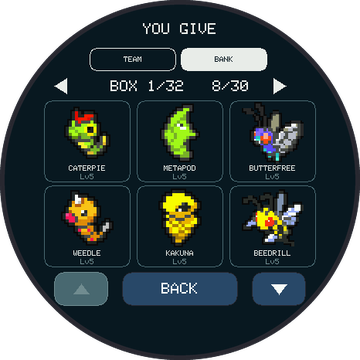 YOU GIVE
TEAM BANK
BOX 1/32 8/30
CATERPIE METAPOD BUTTERFREE
Lv5 Lv5 Lv5
WEEDLE KAKUNA BEEDRILL
Lv5 Lv5 Lv5
BACK